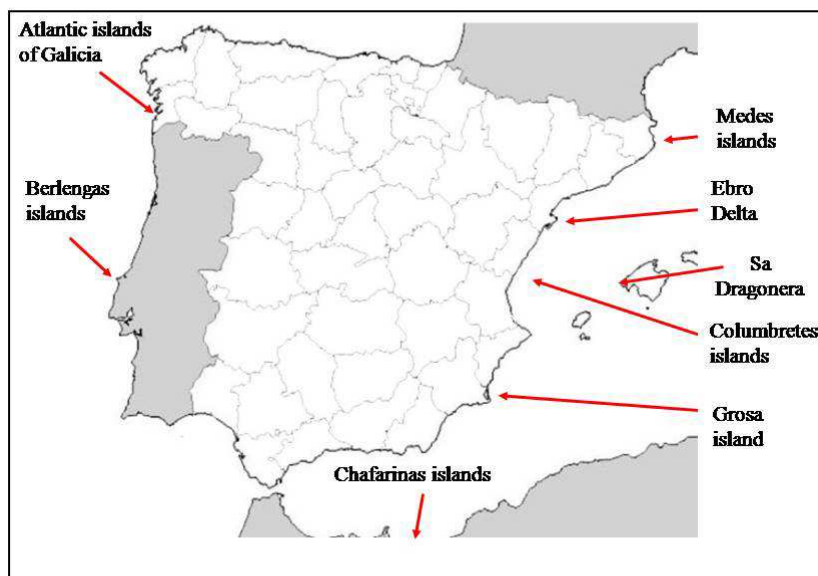 Atlantic islands
of Galicia
Medes
islands
Berlengas
islands
Ebro
Delta
Sa
Dragonera
Columbretes
islands
Grosa
island
Chafarinas islands